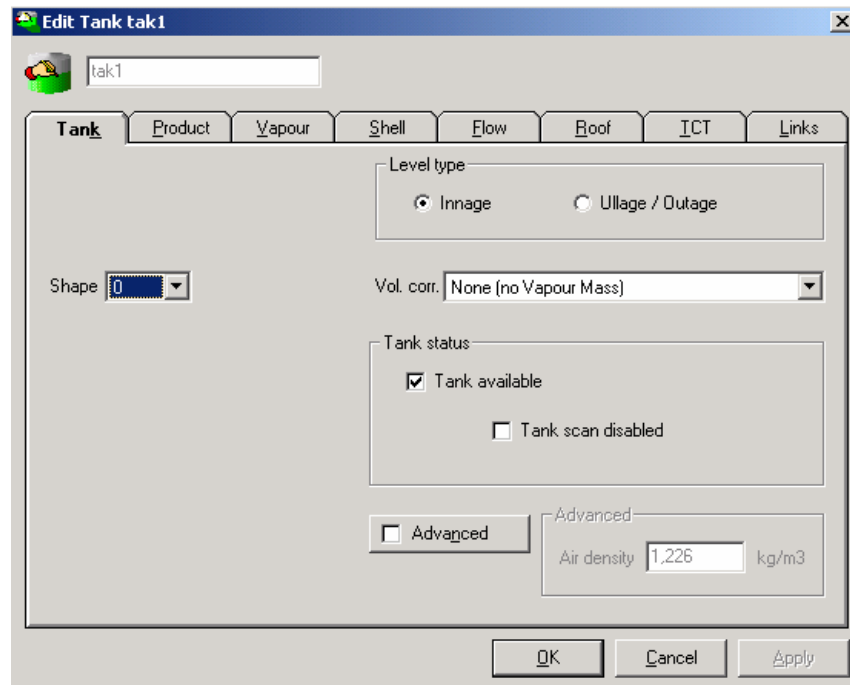 Edit Tank tak1
tak1
Tank Product Vapour Shell Flow Roof TCT Links
Level type
Innage Ullage / Outage
Shape 0 Vol. corr. None (no Vapour Mass)
Tank status
Tank available
Tank scan disabled
Advanced
Advanced
Air density 1,226 kg/m3
OK Cancel Apply